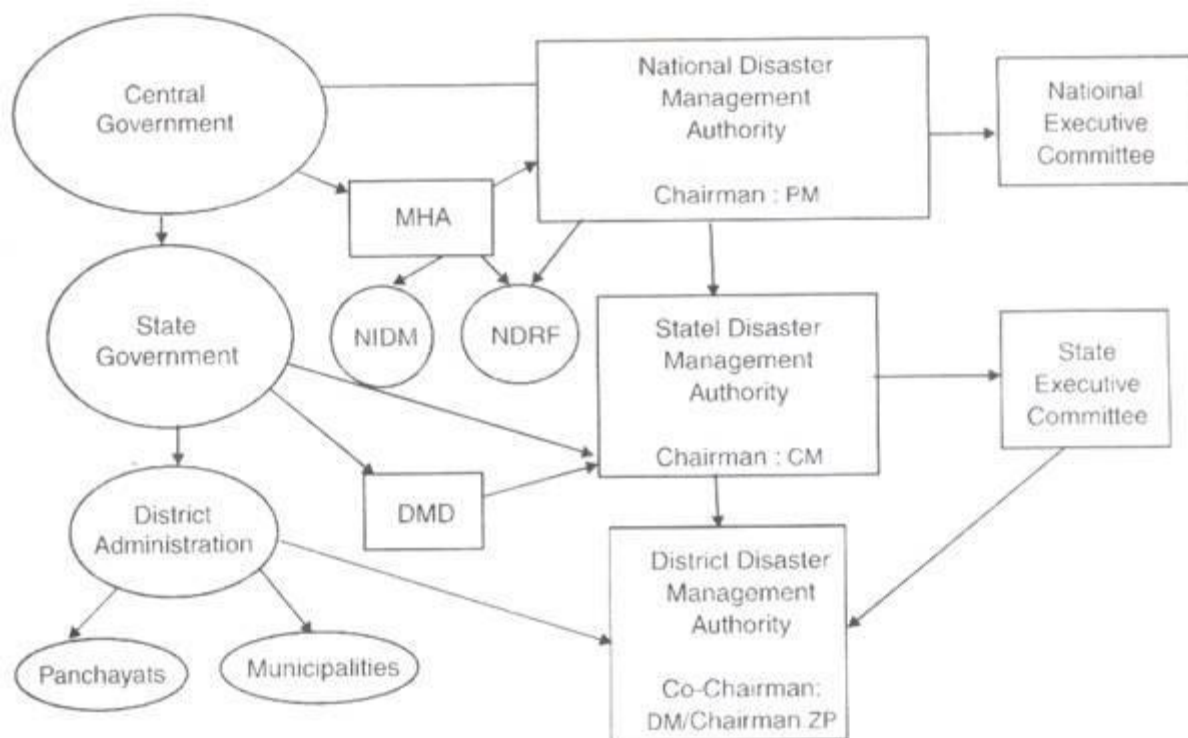 Central
Government
National Disaster
Management
Authority
Chairman : PM
Natioinal
Executive
Committee
MHA
NIDM
NDRF
State
Government
Statel Disaster
Management
Authority
Chairman : CM
State
Executive
Committee
DMD
District
Administration
District Disaster
Management
Authority
Co-Chairman:
DM/Chairman ZP
Panchayats
Municipalities